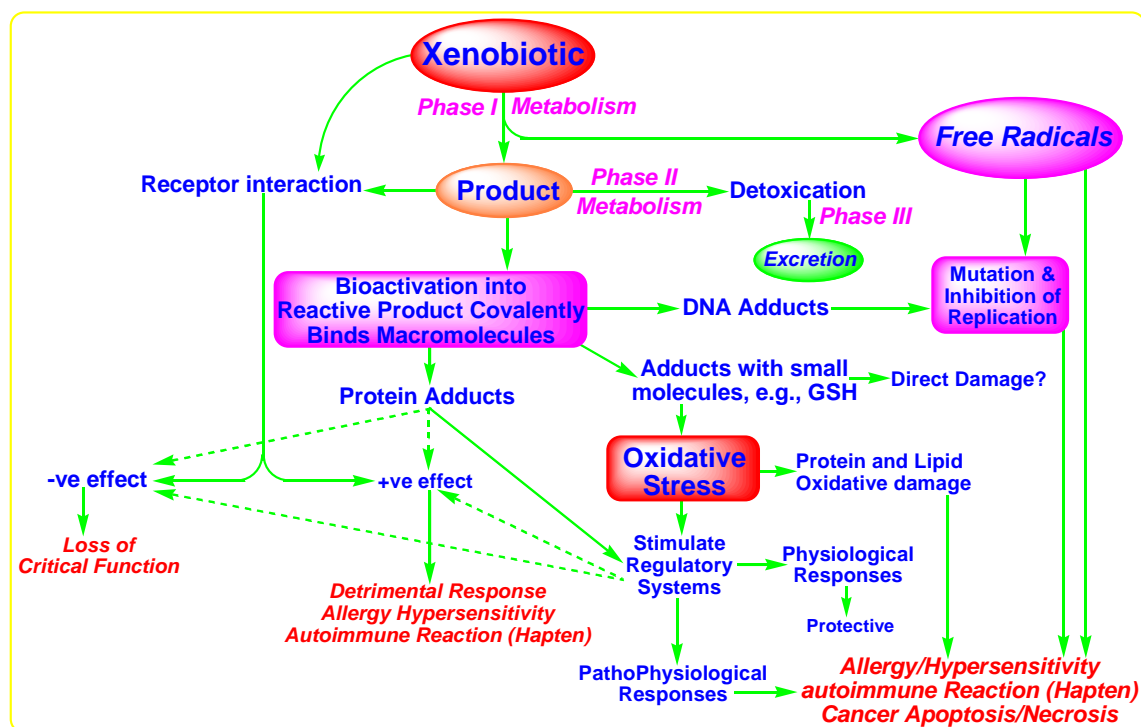 Xenobiotic
Phase I Metabolism
Free Radicals
Receptor interaction
Product
Phase II
Metabolism
Detoxication
Phase III
Excretion
Bioactivation into
Reactive Product Covalently
Binds Macromolecules
DNA Adducts
Mutation &
Inhibition of
Replication
Adducts with small
molecules, e.g., GSH
Direct Damage?
Protein Adducts
Oxidative
Stress
Protein and Lipid
Oxidative damage
-ve effect
+ve effect
Loss of
Critical Function
Stimulate
Regulatory
Systems
Physiological
Responses
Protective
Detrimental Response
Allergy Hypersensitivity
Autoimmune Reaction (Hapten)
PathoPhysiological
Responses
Allergy/Hypersensitivity
autoimmune Reaction (Hapten)
Cancer Apoptosis/Necrosis